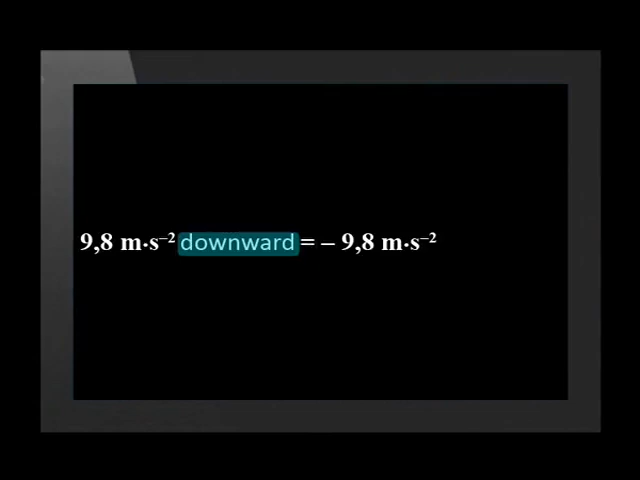 9,8 m·s⁻² downward = – 9,8 m·s⁻²